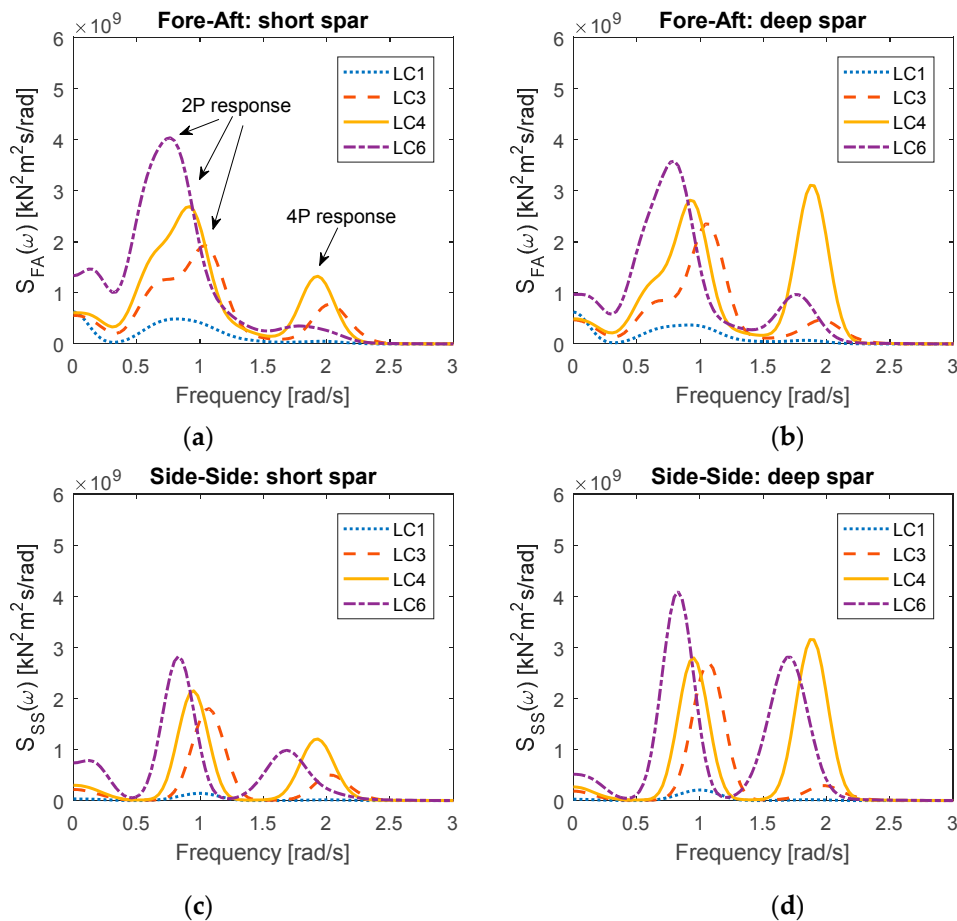 Fore-Aft: short spar
×10^9
S_FA(ω) [kN²m²s/rad]
6
5
4
3
2
1
0
2P response
4P response
LC1
LC3
LC4
LC6
0 0.5 1 1.5 2 2.5 3
Frequency [rad/s]
(a)
Fore-Aft: deep spar
×10^9
S_FA(ω) [kN²m²s/rad]
6
5
4
3
2
1
0
LC1
LC3
LC4
LC6
0 0.5 1 1.5 2 2.5 3
Frequency [rad/s]
(b)
Side-Side: short spar
×10^9
S_SS(ω) [kN²m²s/rad]
6
5
4
3
2
1
0
LC1
LC3
LC4
LC6
0 0.5 1 1.5 2 2.5 3
Frequency [rad/s]
(c)
Side-Side: deep spar
×10^9
S_SS(ω) [kN²m²s/rad]
6
5
4
3
2
1
0
LC1
LC3
LC4
LC6
0 0.5 1 1.5 2 2.5 3
Frequency [rad/s]
(d)